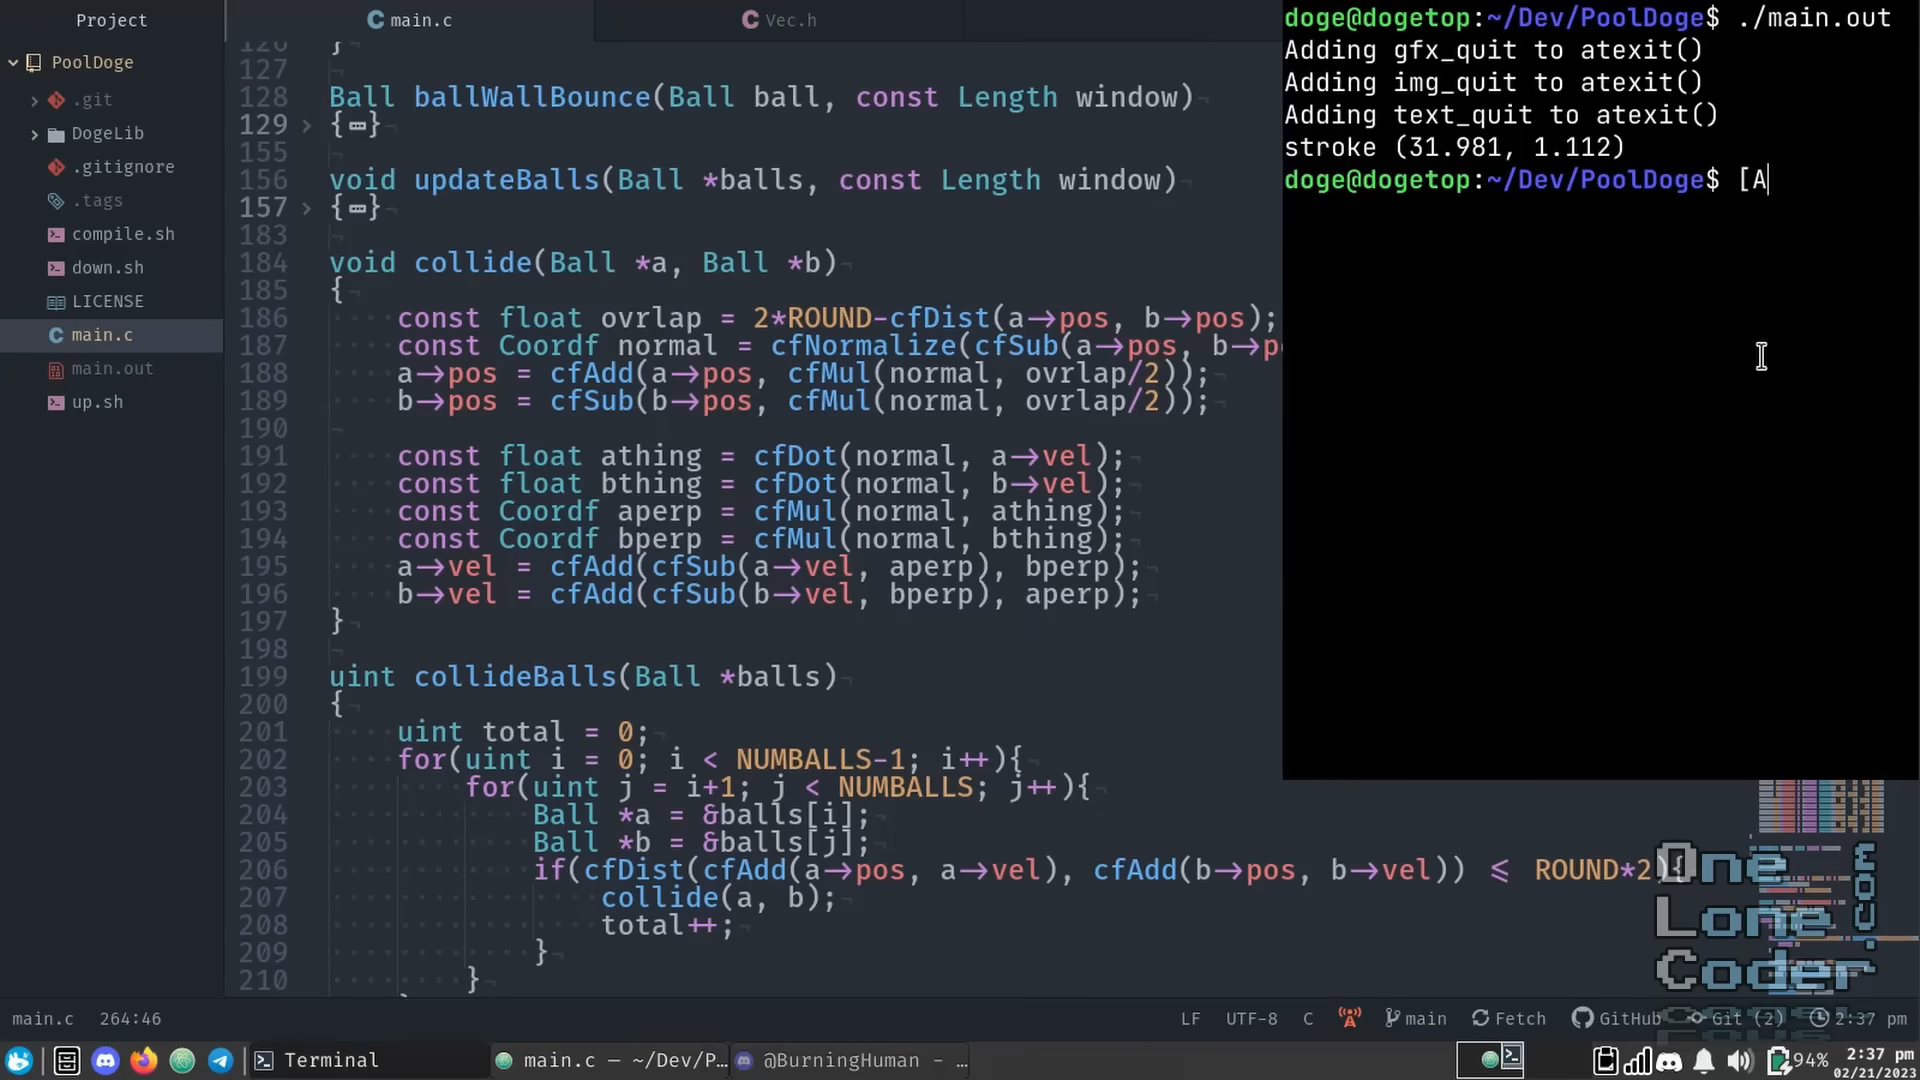 Project
PoolDoge
.git
DogeLib
.gitignore
.tags
compile.sh
down.sh
LICENSE
main.c
main.out
up.sh
main.c
Vec.h
126 }
127
128 Ball ballWallBounce(Ball ball, const Length window)
129 {
155
156 void updateBalls(Ball *balls, const Length window)
157 {
183
184 void collide(Ball *a, Ball *b)
185 {
186 const float ovrlap = 2*ROUND-cfDist(a->pos, b->pos);
187 const Coordf normal = cfNormalize(cfSub(a->pos, b->p
188 a->pos = cfAdd(a->pos, cfMul(normal, ovrlap/2));
189 b->pos = cfSub(b->pos, cfMul(normal, ovrlap/2));
190
191 const float athing = cfDot(normal, a->vel);
192 const float bthing = cfDot(normal, b->vel);
193 const Coordf aperp = cfMul(normal, athing);
194 const Coordf bperp = cfMul(normal, bthing);
195 a->vel = cfAdd(cfSub(a->vel, aperp), bperp);
196 b->vel = cfAdd(cfSub(b->vel, bperp), aperp);
197 }
198
199 uint collideBalls(Ball *balls)
200 {
201 uint total = 0;
202 for(uint i = 0; i < NUMBALLS-1; i++){
203 for(uint j = i+1; j < NUMBALLS; j++){
204 Ball *a = &balls[i];
205 Ball *b = &balls[j];
206 if(cfDist(cfAdd(a->pos, a->vel), cfAdd(b->pos, b->vel)) <= ROUND*2){
207 collide(a, b);
208 total++;
209 }
210 }
doge@dogetop:~/Dev/PoolDoge$ ./main.out
Adding gfx_quit to atexit()
Adding img_quit to atexit()
Adding text_quit to atexit()
stroke (31.981, 1.112)
doge@dogetop:~/Dev/PoolDoge$ [A
One
Lone
Coder
.com
main.c 264:46
LF UTF-8 C main Fetch GitHub Git (2) 2:37 pm
Terminal
main.c — ~/Dev/P...
@BurningHuman - ...
94%
2:37 pm
02/21/2023